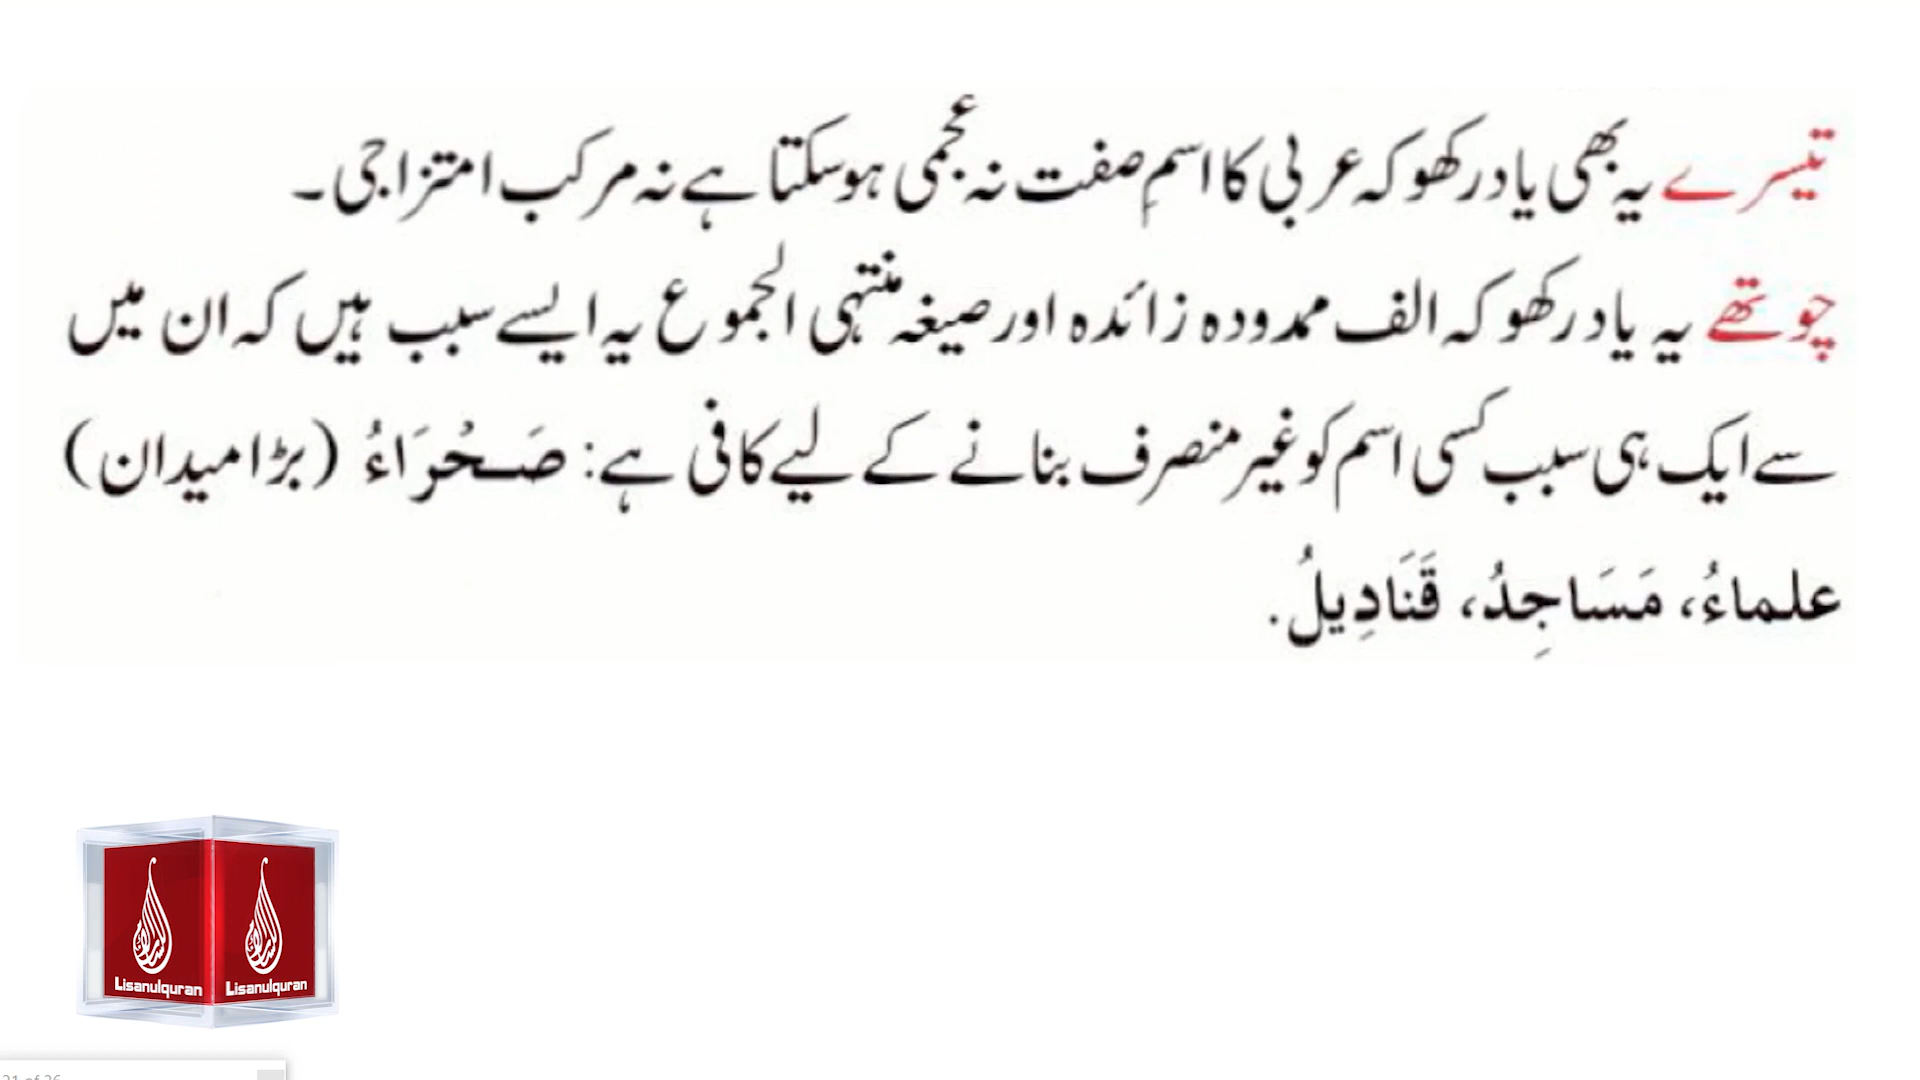 تیسرے یہ بھی یاد رکھو کہ عربی کا اسمِ صفت نہ عجمی ہوسکتا ہے نہ مرکب امتزاجی۔
چوتھے یہ یاد رکھو کہ الف ممدودہ زائدہ اور صیغہ منتہی الجموع یہ ایسے سبب ہیں کہ ان میں
سے ایک ہی سبب کسی اسم کو غیر منصرف بنانے کے لیے کافی ہے: صَحْرَاءُ (بڑا میدان)
علماءُ، مَسَاجِدُ، قَنَادِيلُ.
Lisanulquran Lisanulquran